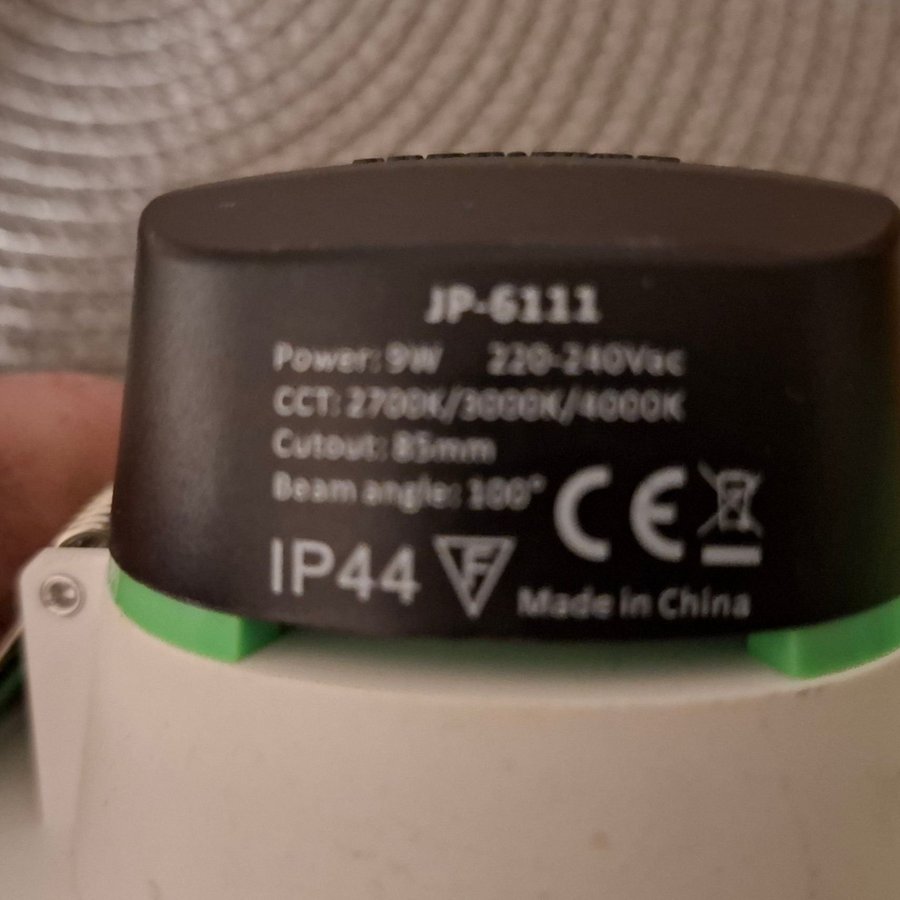 JP-6111
Power: 9W 220-240Vac
CCT: 2700K/3000K/4000K
Cutout: 85mm
Beam angle: 100°
CE
IP44 F Made in China